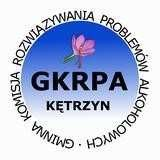 GMINNA KOMISJA ROZWIĄZYWANIA PROBLEMÓW ALKOHOLOWYCH ·
GKRPA
KĘTRZYN